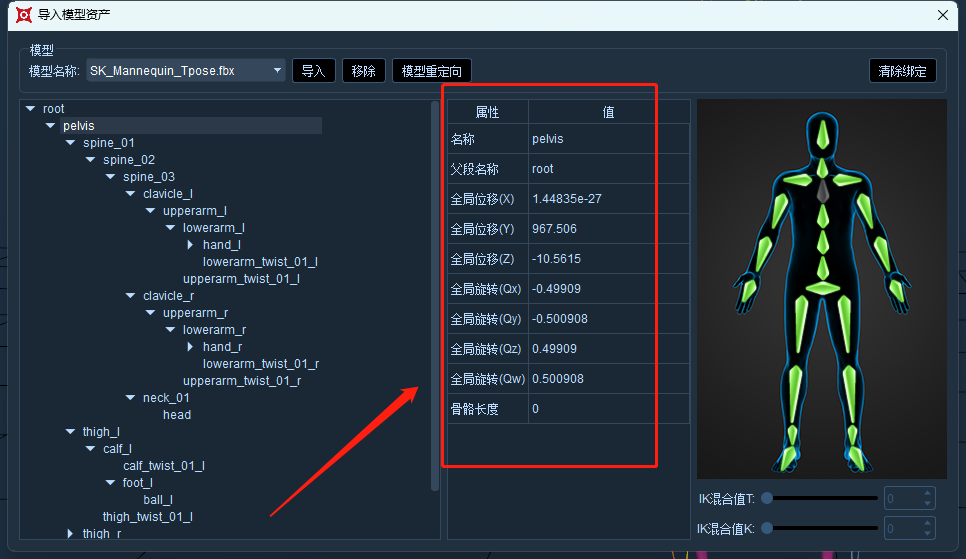 导入模型资产
模型
模型名称: SK_Mannequin_Tpose.fbx 导入 移除 模型重定向 清除绑定
root
pelvis
spine_01
spine_02
spine_03
clavicle_l
upperarm_l
lowerarm_l
hand_l
lowerarm_twist_01_l
upperarm_twist_01_l
clavicle_r
upperarm_r
lowerarm_r
hand_r
lowerarm_twist_01_r
upperarm_twist_01_r
neck_01
head
thigh_l
calf_l
calf_twist_01_l
foot_l
ball_l
thigh_twist_01_l
thigh_r
属性 值
名称 pelvis
父段名称 root
全局位移(X) 1.44835e-27
全局位移(Y) 967.506
全局位移(Z) -10.5615
全局旋转(Qx) -0.49909
全局旋转(Qy) -0.500908
全局旋转(Qz) 0.49909
全局旋转(Qw) 0.500908
骨骼长度 0
IK混合值T: 0
IK混合值K: 0